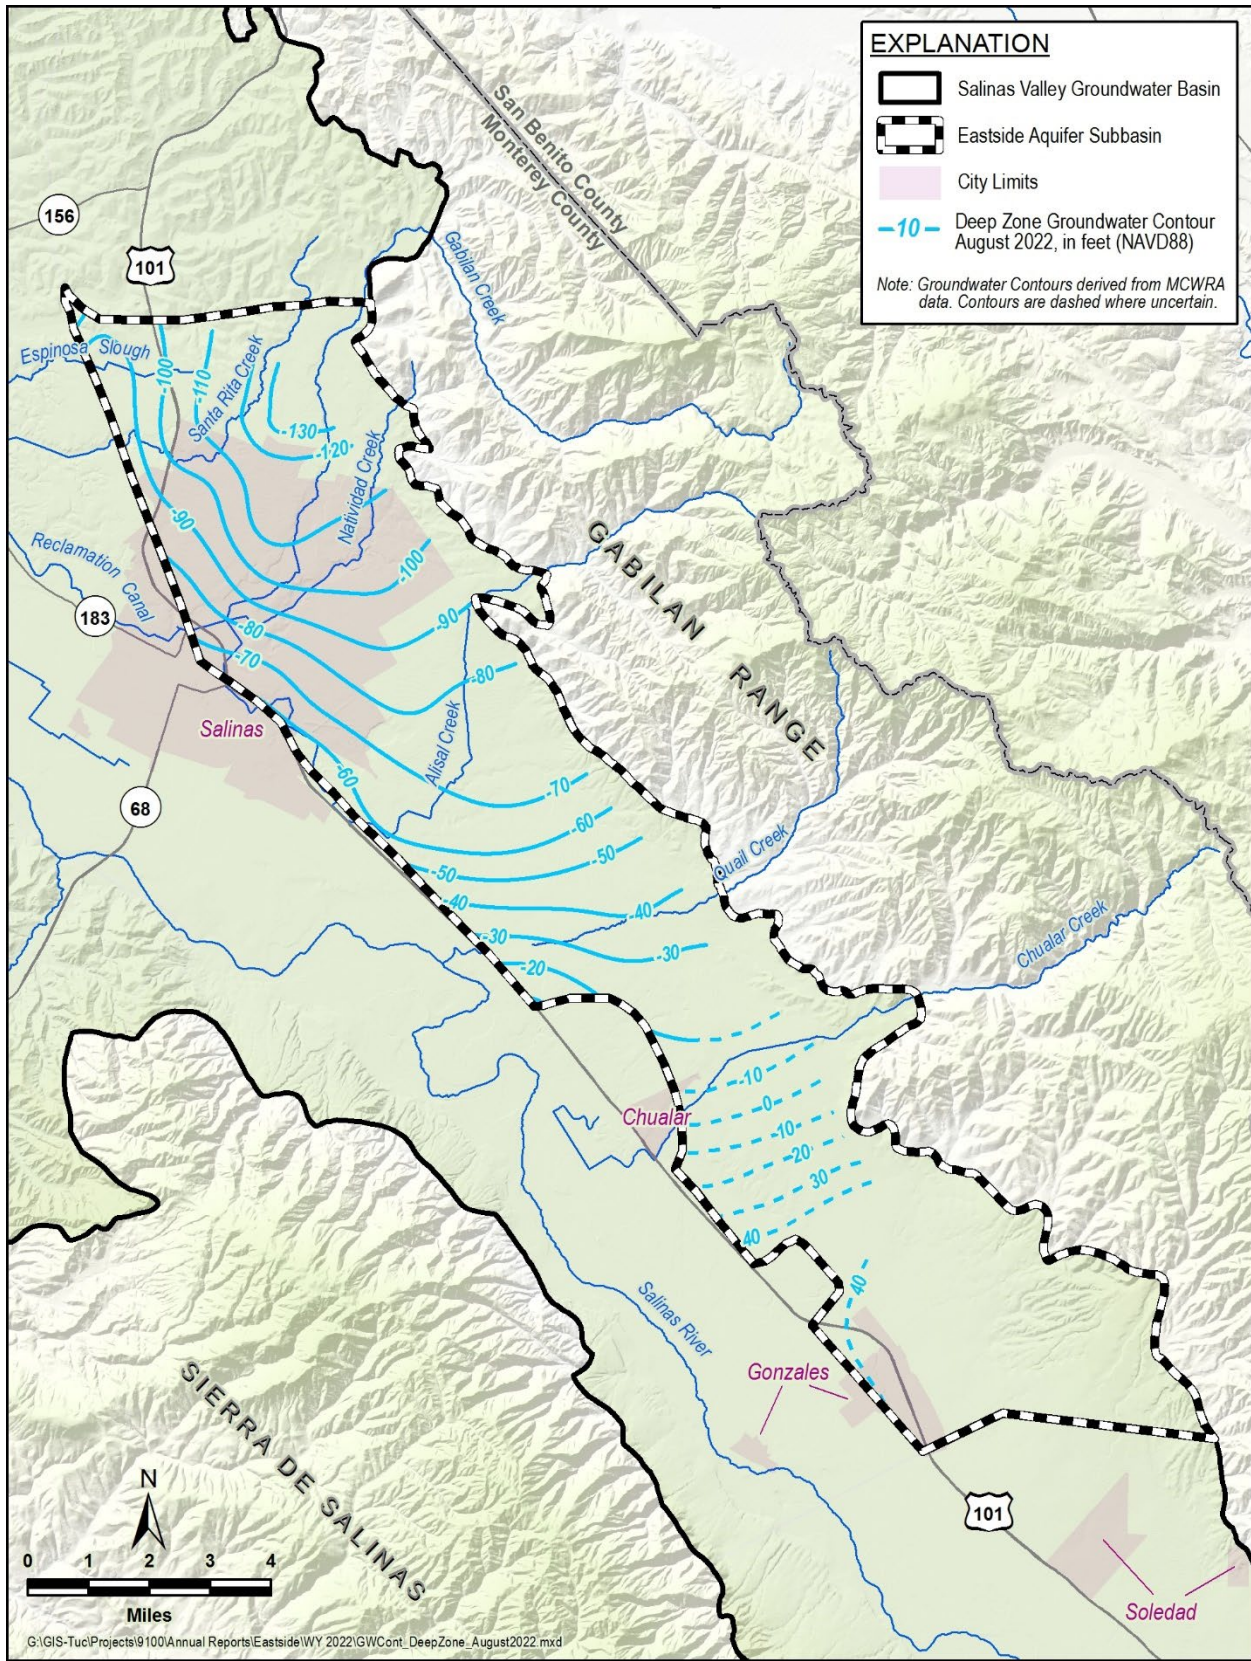 EXPLANATION
Salinas Valley Groundwater Basin
Eastside Aquifer Subbasin
City Limits
-10
Deep Zone Groundwater Contour
August 2022, in feet (NAVD88)
Note: Groundwater Contours derived from MCWRA
data. Contours are dashed where uncertain.
San Benito County
Monterey County
156
101
Gabilan Creek
Espinosa Slough
-100
-110
Santa Rita Creek
-130
-120
Natividad Creek
-90
Reclamation Canal
183
-100
-90
-80
-70
-80
GABILAN RANGE
Salinas
Alisal Creek
-60
-70
68
-60
-50
Quail Creek
-50
-40
-40
-30
-30
-20
Chualar Creek
-10
0
Chualar
10
20
30
40
40
Salinas River
Gonzales
SIERRA DE SALINAS
101
Soledad
N
0 1 2 3 4
Miles
G:\GIS-Tuc\Projects\9100\Annual Reports\Eastside\WY 2022\GWCont_DeepZone_August2022.mxd